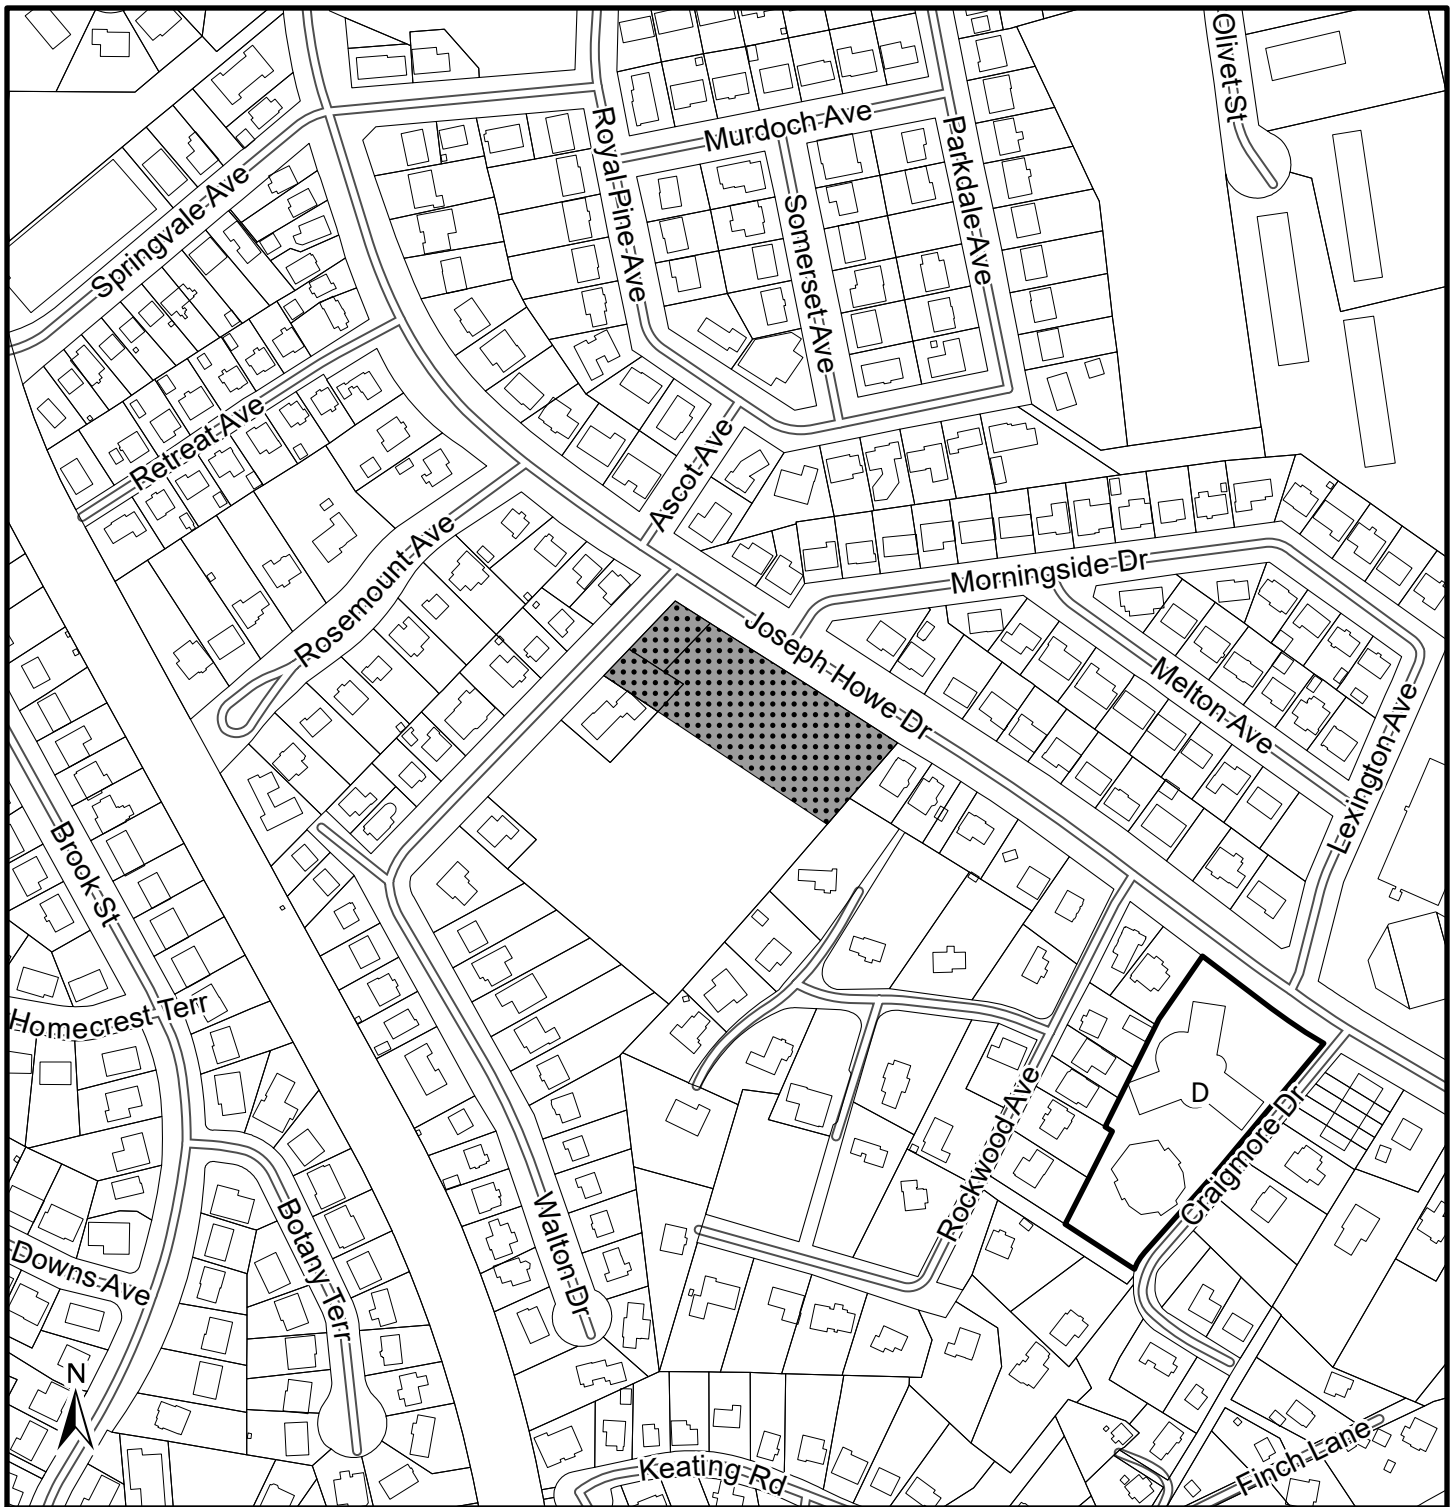 Olivet St
Murdoch Ave
Royal Pine Ave
Parkdale Ave
Somerset Ave
Springvale Ave
Retreat Ave
Ascot Ave
Rosemount Ave
Morningside Dr
Joseph Howe Dr
Melton Ave
Lexington Ave
Brook St
Homecrest Terr
D
Craigmore Dr
Rockwood Ave
Walton Dr
Botany Terr
Downs Ave
N
Keating Rd
Finch Lane